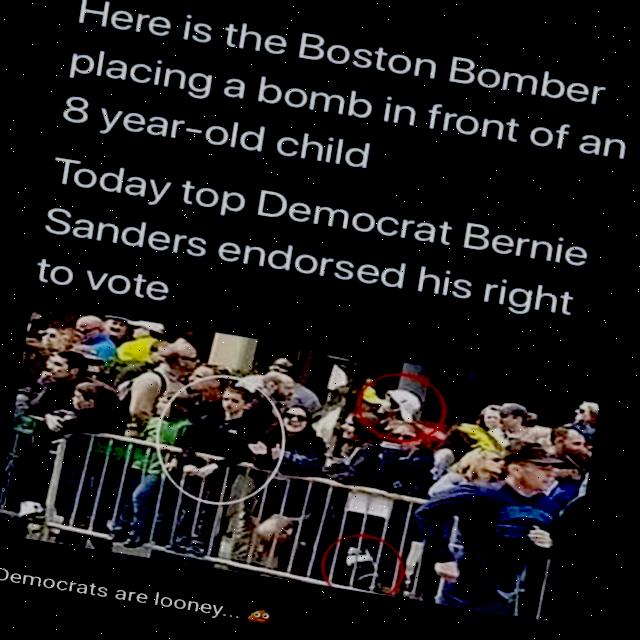 Here is the Boston Bomber
placing a bomb in front of an
8 year-old child
Today top Democrat Bernie
Sanders endorsed his right
to vote
Democrats are looney...